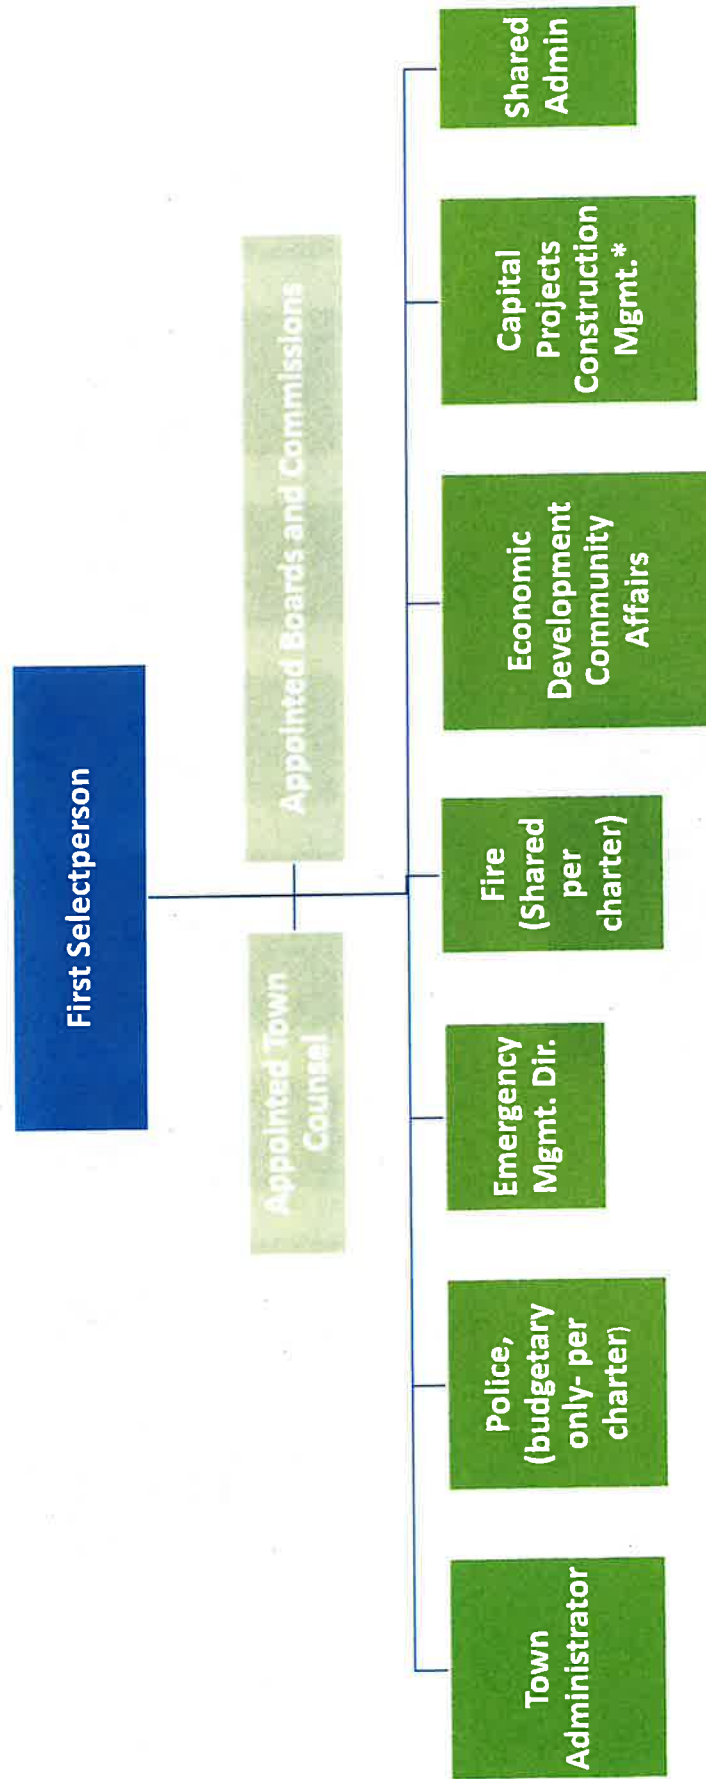 First Selectperson
Appointed Town
Counsel
Appointed Boards and Commissions
Town
Administrator
Police,
(budgetary
only- per
charter)
Emergency
Mgmt. Dir.
Fire
(Shared
per
charter)
Economic
Development
Community
Affairs
Capital
Projects
Construction
Mgmt.*
Shared
Admin